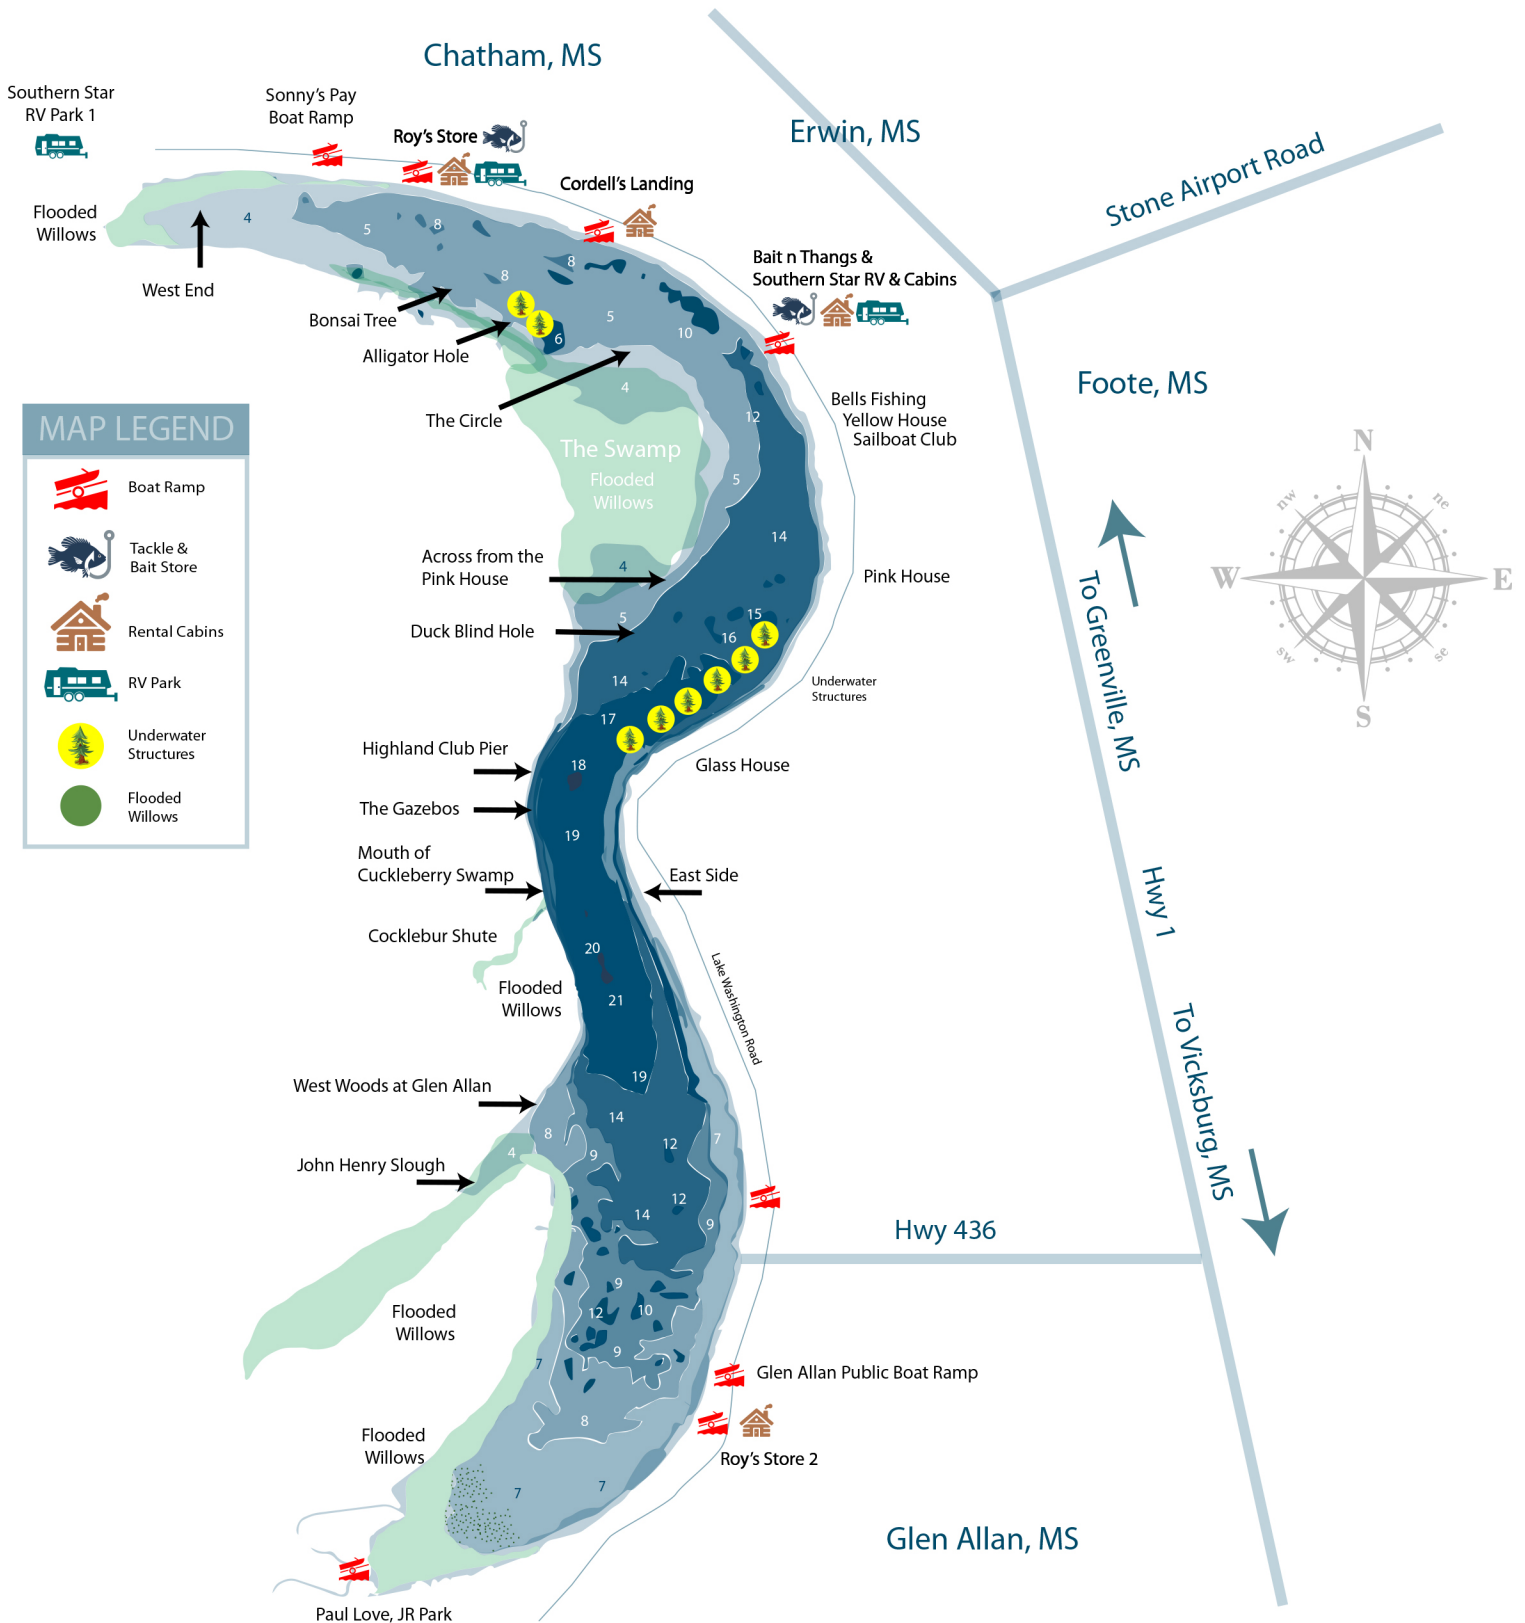 Chatham, MS
Erwin, MS
Stone Airport Road
Foote, MS
Southern Star
RV Park 1
Sonny's Pay
Boat Ramp
Roy's Store
Cordell's Landing
Bait n Thangs &
Southern Star RV & Cabins
Flooded
Willows
4
5
8
8
8
5
10
6
West End
Bonsai Tree
Alligator Hole
The Circle
4
The Swamp
Flooded
Willows
12
5
14
Bells Fishing
Yellow House
Sailboat Club
MAP LEGEND
Boat Ramp
Tackle &
Bait Store
Rental Cabins
RV Park
Underwater
Structures
Flooded
Willows
N
ne
E
se
S
sw
W
nw
Across from the
Pink House
4
Pink House
Duck Blind Hole
5
15
16
14
17
Underwater
Structures
Highland Club Pier
18
Glass House
The Gazebos
19
Mouth of
Cuckleberry Swamp
East Side
Cocklebur Shute
20
Flooded
Willows
21
Lake Washington Road
To Greenville, MS
Hwy 1
To Vicksburg, MS
19
West Woods at Glen Allan
14
8
12
7
John Henry Slough
4
9
12
14
9
Hwy 436
9
12
10
9
Flooded
Willows
7
Glen Allan Public Boat Ramp
8
Flooded
Willows
Roy's Store 2
7
7
Glen Allan, MS
Paul Love, JR Park